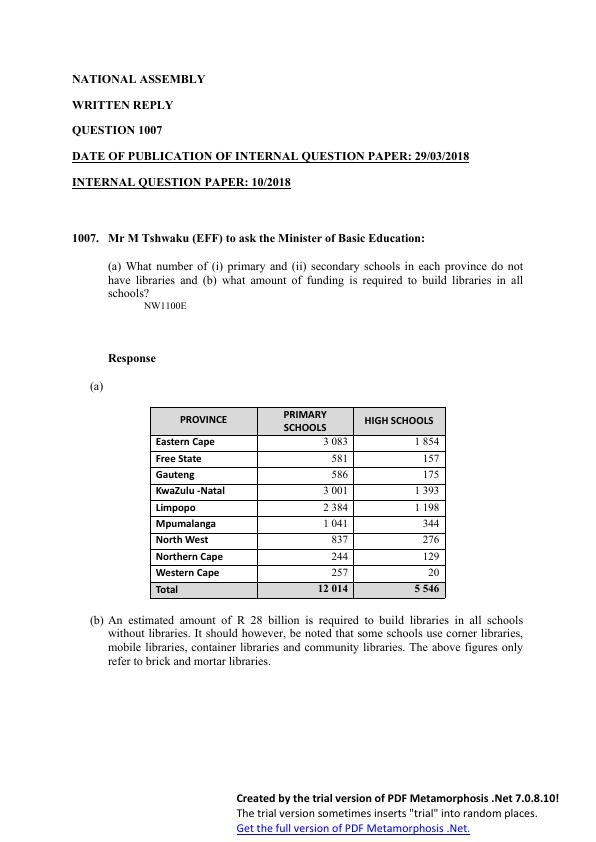 NATIONAL ASSEMBLY
WRITTEN REPLY
QUESTION 1007
DATE OF PUBLICATION OF INTERNAL QUESTION PAPER: 29/03/2018
INTERNAL QUESTION PAPER: 10/2018
1007. Mr M Tshwaku (EFF) to ask the Minister of Basic Education:
(a) What number of (i) primary and (ii) secondary schools in each province do not
have libraries and (b) what amount of funding is required to build libraries in all
schools?
NW1100E
Response
(a)
PROVINCE PRIMARY SCHOOLS HIGH SCHOOLS
Eastern Cape 3 083 1 854
Free State 581 157
Gauteng 586 175
KwaZulu -Natal 3 001 1 393
Limpopo 2 384 1 198
Mpumalanga 1 041 344
North West 837 276
Northern Cape 244 129
Western Cape 257 20
Total 12 014 5 546
(b) An estimated amount of R 28 billion is required to build libraries in all schools
without libraries. It should however, be noted that some schools use corner libraries,
mobile libraries, container libraries and community libraries. The above figures only
refer to brick and mortar libraries.
Created by the trial version of PDF Metamorphosis .Net 7.0.8.10!
The trial version sometimes inserts "trial" into random places.
Get the full version of PDF Metamorphosis .Net.